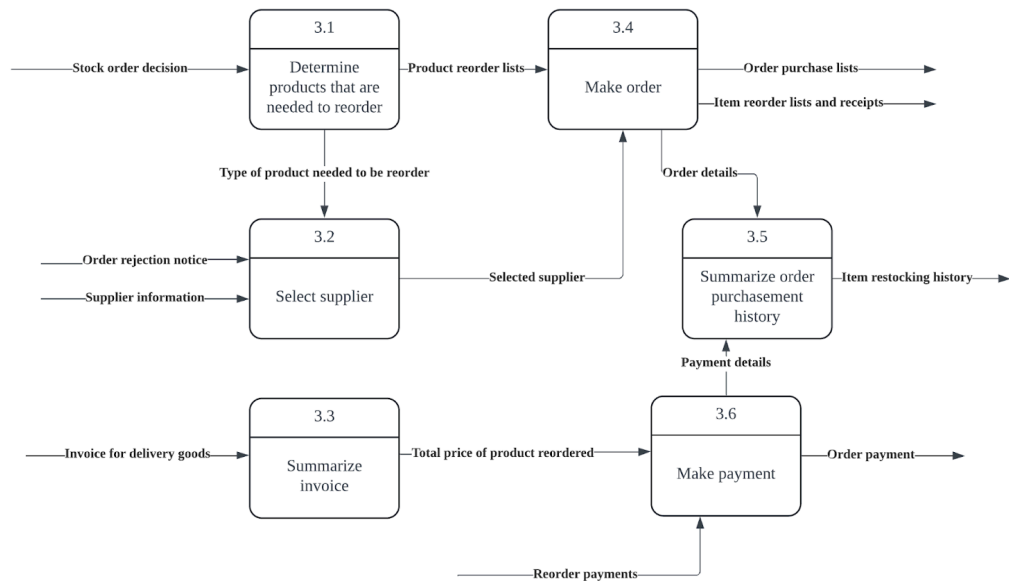 3.1
3.4
Stock order decision
Determine
products that are
needed to reorder
Product reorder lists
Make order
Order purchase lists
Item reorder lists and receipts
Type of product needed to be reorder
Order details
3.2
3.5
Order rejection notice
Supplier information
Select supplier
Selected supplier
Summarize order
purchasement
history
Item restocking history
Payment details
3.3
3.6
Invoice for delivery goods
Summarize
invoice
Total price of product reordered
Make payment
Order payment
Reorder payments